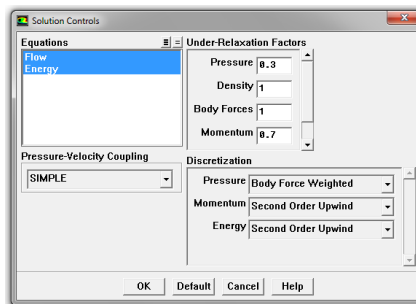 Solution Controls
Equations
Flow
Energy
Under-Relaxation Factors
Pressure 0.3
Density 1
Body Forces 1
Momentum 0.7
Pressure-Velocity Coupling
SIMPLE
Discretization
Pressure Body Force Weighted
Momentum Second Order Upwind
Energy Second Order Upwind
OK Default Cancel Help